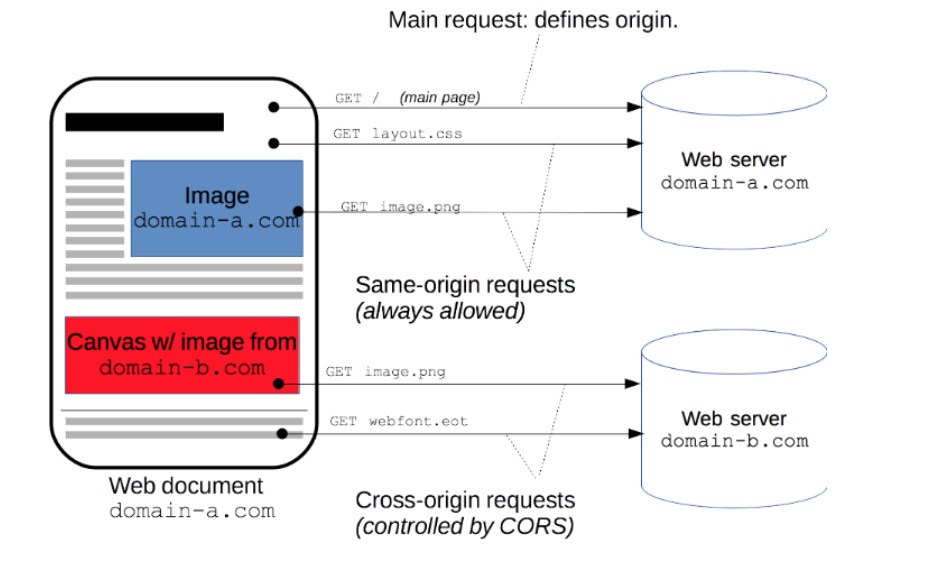 Main request: defines origin.
GET / (main page)
GET layout.css
Web server
domain-a.com
Image
domain-a.com
GET image.png
Same-origin requests
(always allowed)
Canvas w/ image from
domain-b.com
GET image.png
GET webfont.eot
Web server
domain-b.com
Web document
domain-a.com
Cross-origin requests
(controlled by CORS)